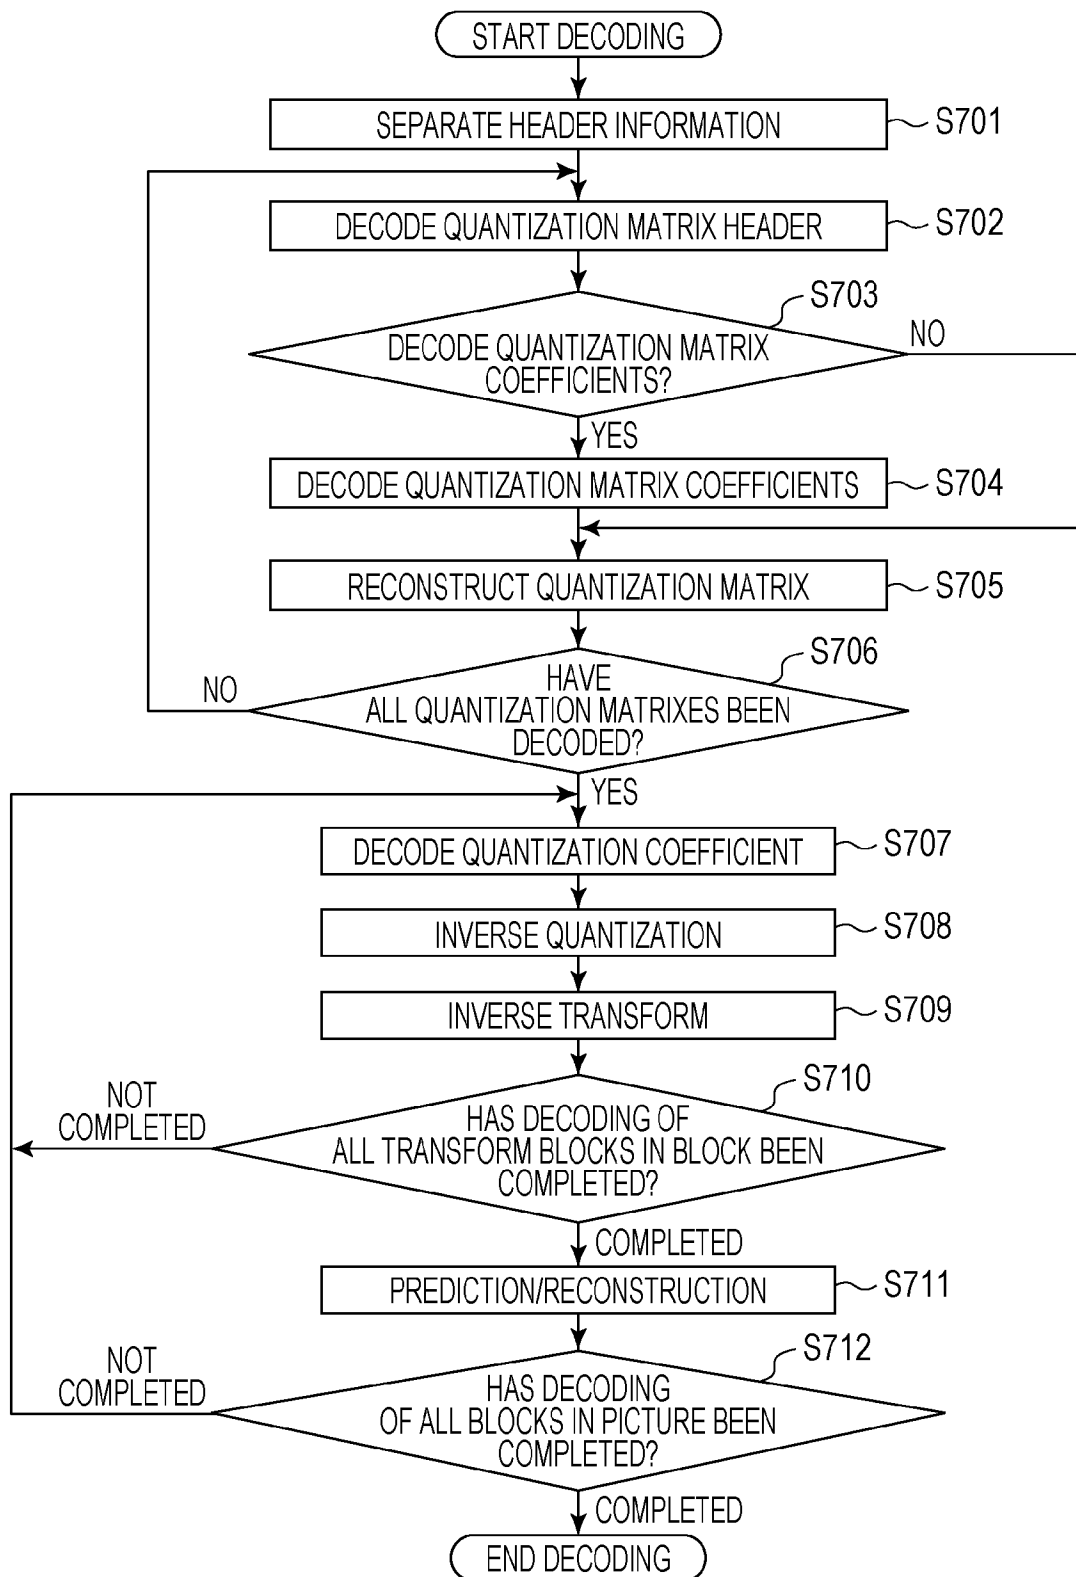 START DECODING
SEPARATE HEADER INFORMATION
S701
DECODE QUANTIZATION MATRIX HEADER
S702
S703
DECODE QUANTIZATION MATRIX
COEFFICIENTS?
NO
YES
DECODE QUANTIZATION MATRIX COEFFICIENTS
S704
RECONSTRUCT QUANTIZATION MATRIX
S705
S706
HAVE
ALL QUANTIZATION MATRIXES BEEN
DECODED?
NO
YES
DECODE QUANTIZATION COEFFICIENT
S707
INVERSE QUANTIZATION
S708
INVERSE TRANSFORM
S709
S710
HAS DECODING OF
ALL TRANSFORM BLOCKS IN BLOCK BEEN
COMPLETED?
NOT
COMPLETED
COMPLETED
PREDICTION/RECONSTRUCTION
S711
S712
HAS DECODING
OF ALL BLOCKS IN PICTURE BEEN
COMPLETED?
NOT
COMPLETED
COMPLETED
END DECODING